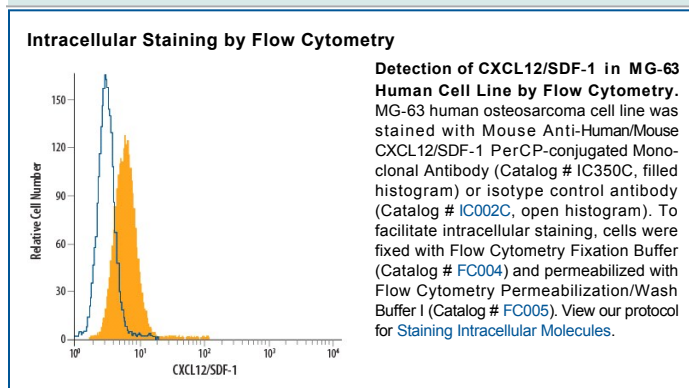 Intracellular Staining by Flow Cytometry
Detection of CXCL12/SDF-1 in MG-63
Human Cell Line by Flow Cytometry.
MG-63 human osteosarcoma cell line was
stained with Mouse Anti-Human/Mouse
CXCL12/SDF-1 PerCP-conjugated Mono-
clonal Antibody (Catalog # IC350C, filled
histogram) or isotype control antibody
(Catalog # IC002C, open histogram). To
facilitate intracellular staining, cells were
fixed with Flow Cytometry Fixation Buffer
(Catalog # FC004) and permeabilized with
Flow Cytometry Permeabilization/Wash
Buffer I (Catalog # FC005). View our protocol
for Staining Intracellular Molecules.
Relative Cell Number
150
120
90
60
30
0
10⁰ 10¹ 10² 10³ 10⁴
CXCL12/SDF-1